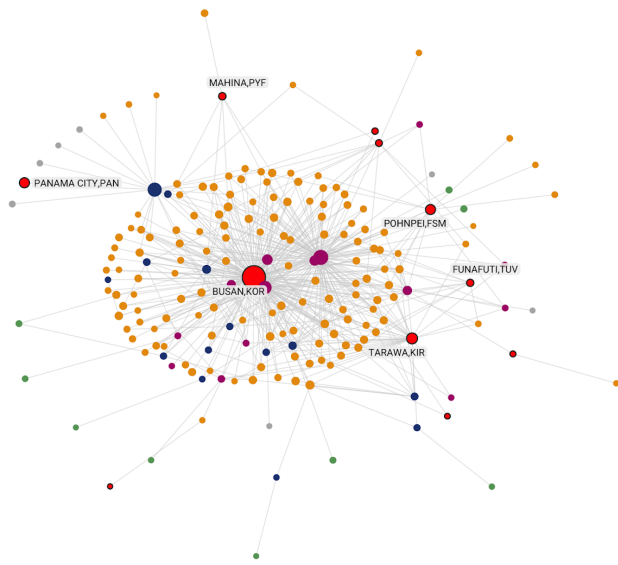 MAHINA,PYF
PANAMA CITY,PAN
POHNPEI,FSM
FUNAFUTI,TUV
BUSAN,KOR
TARAWA,KIR